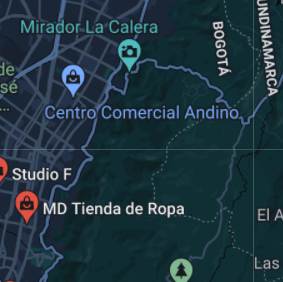 Mirador La Calera
BOGOTÁ
UNDINAMARCA
de
sé
Centro Comercial Andino
Studio F
MD Tienda de Ropa
El A
Las